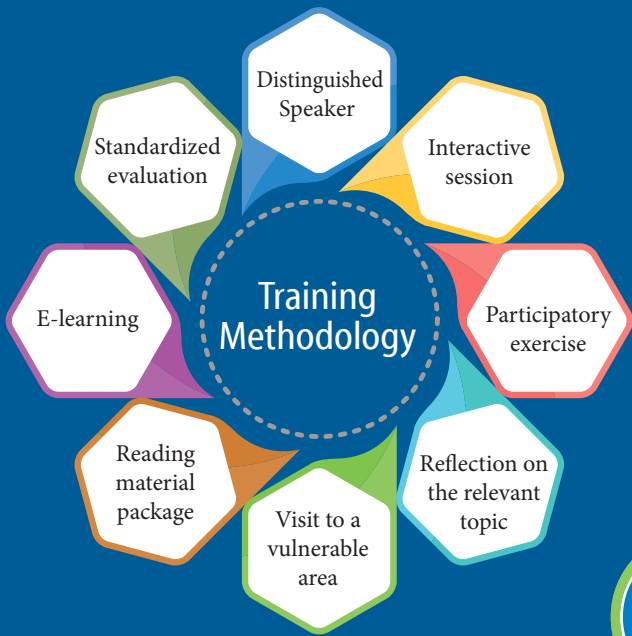 Distinguished
Speaker
Interactive
session
Participatory
exercise
Reflection on
the relevant
topic
Visit to a
vulnerable
area
Reading
material
package
E-learning
Standardized
evaluation
Training
Methodology